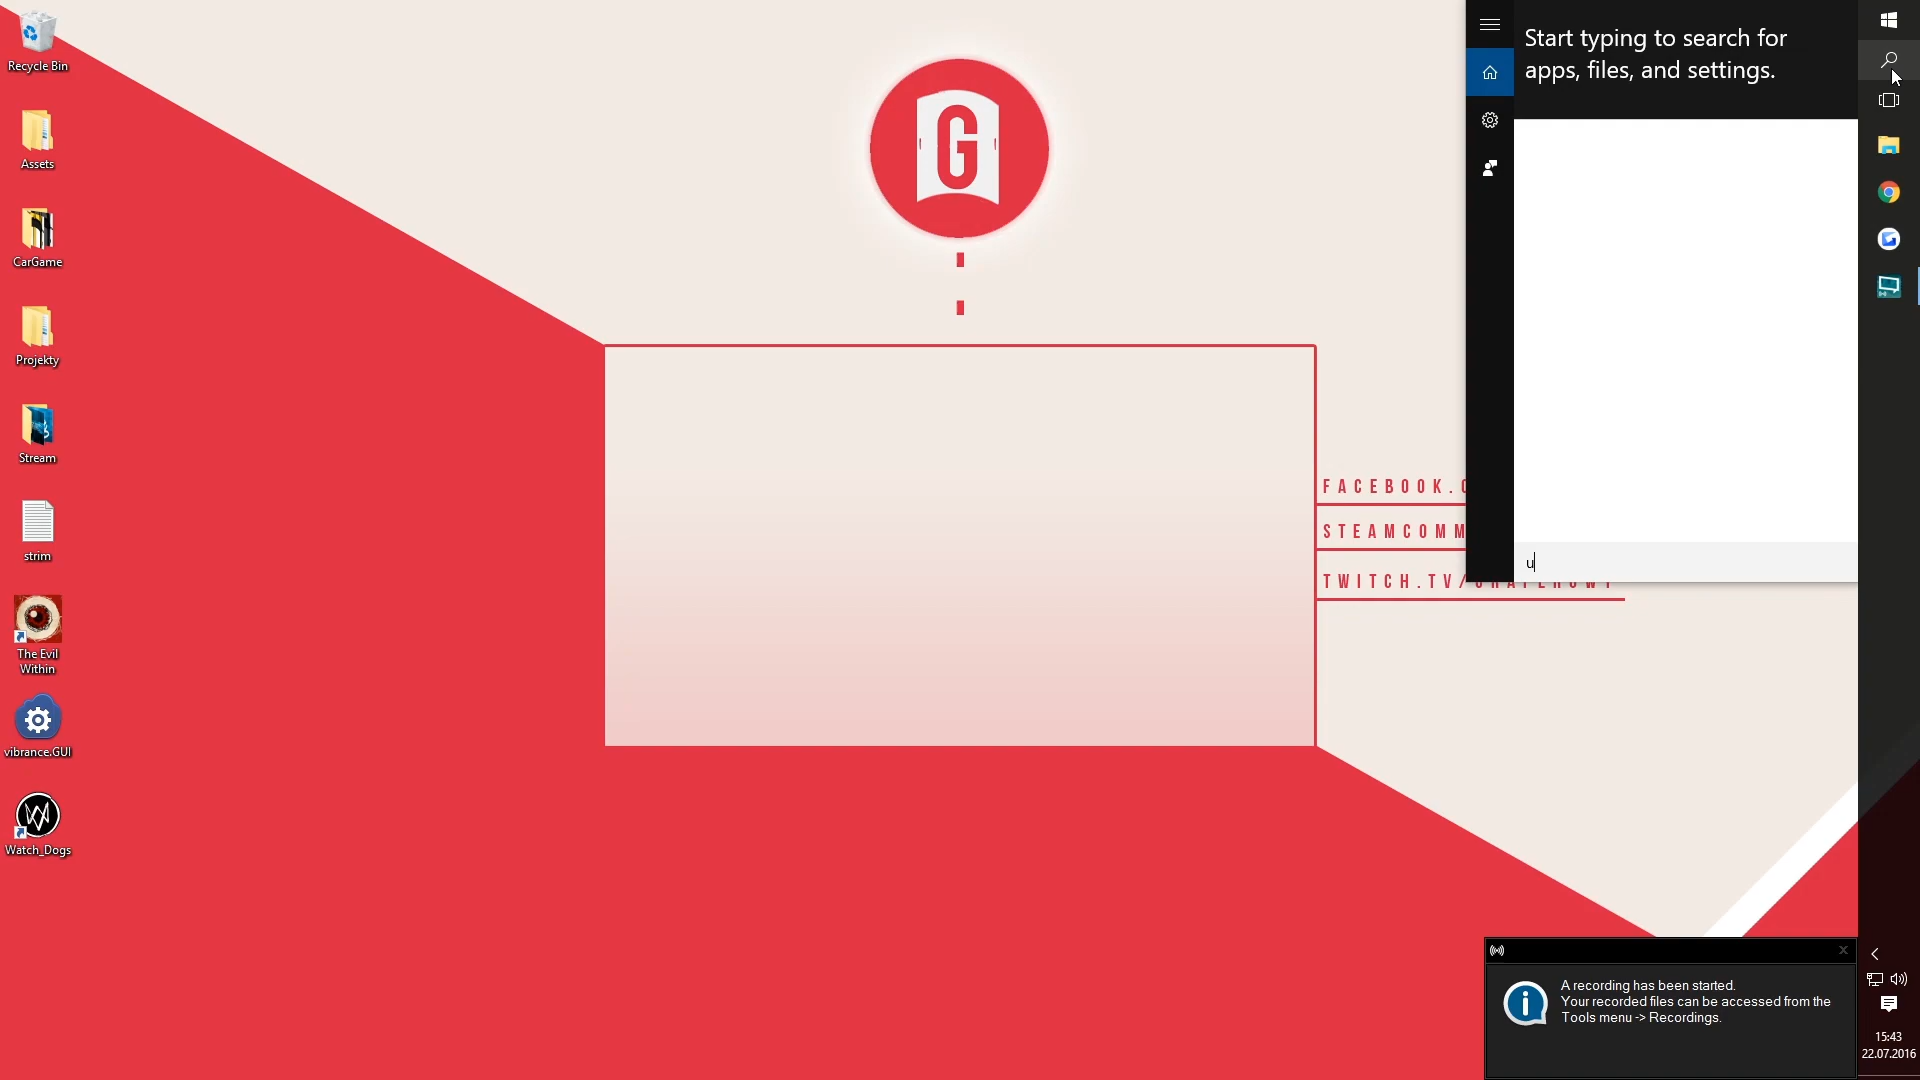 Recycle Bin
Assets
CarGame
Projekty
Stream
strim
The Evil
Within
vibrance.GUI
Watch_Dogs
G
FACEBOOK.
STEAMCOMM
TWITCH.TV/
Start typing to search for
apps, files, and settings.
u
A recording has been started.
Your recorded files can be accessed from the
Tools menu -> Recordings.
15:43
22.07.2016